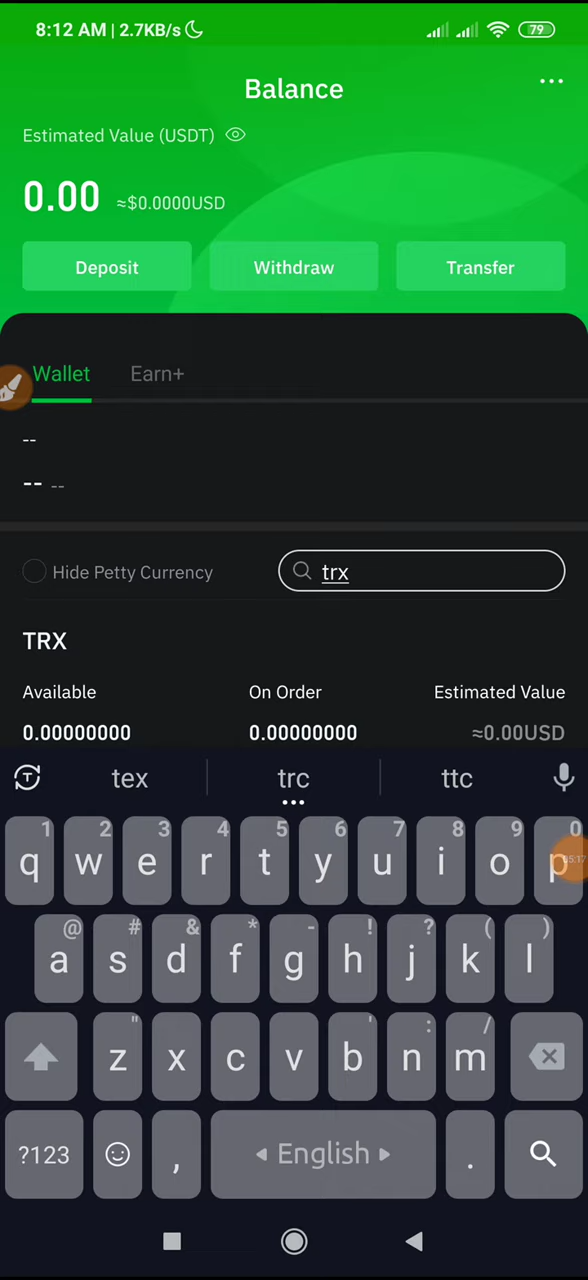 8:12 AM | 2.7KB/s 79
Balance
Estimated Value (USDT)
0.00 ≈$0.0000USD
Deposit Withdraw Transfer
Wallet Earn+
--
-- --
Hide Petty Currency trx
TRX
Available On Order Estimated Value
0.00000000 0.00000000 ≈0.00USD
T tex trc ttc
1 2 3 4 5 6 7 8 9 0
q w e r t y u i o p
05:17
@ # & * - ! ? ( )
a s d f g h j k l
" ' : /
z x c v b n m
?123 , English .